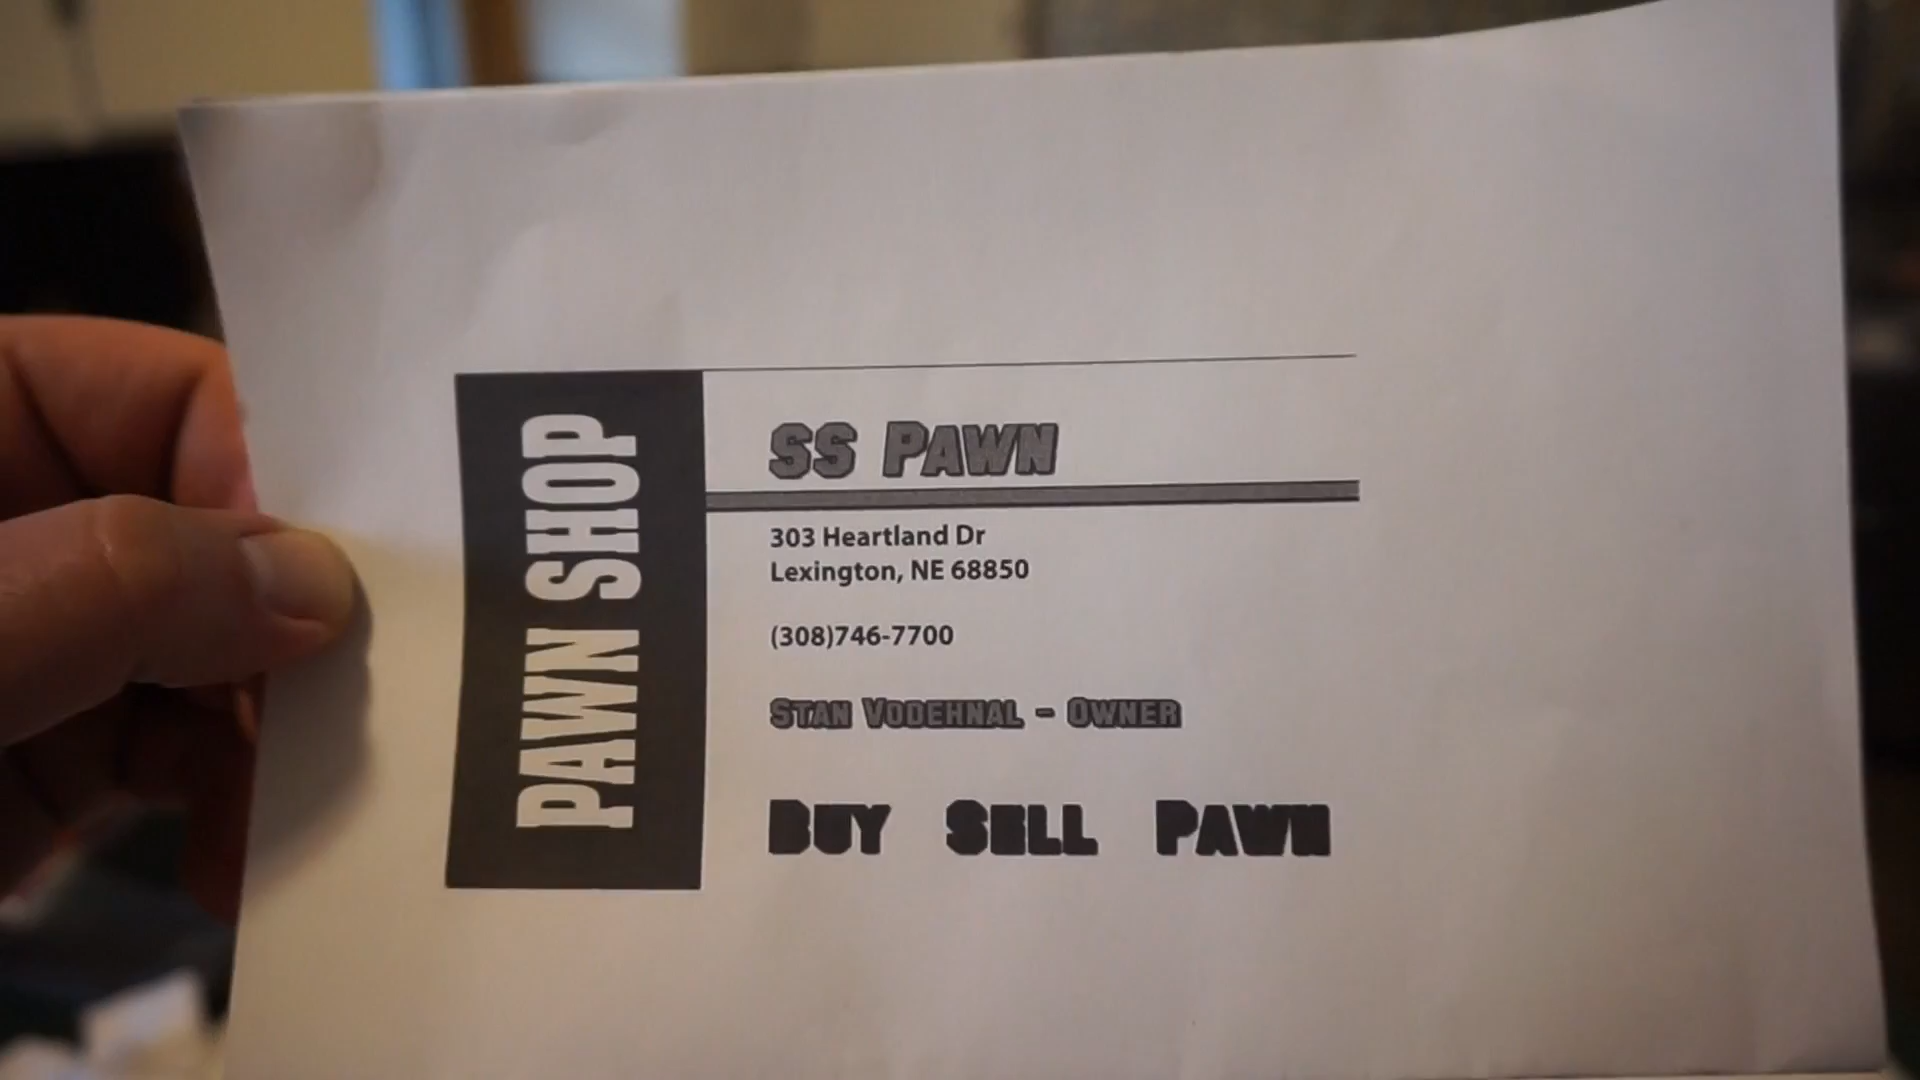 PAWN SHOP
SS PAWN
303 Heartland Dr
Lexington, NE 68850
(308)746-7700
STAN VODEHNAL - OWNER
BUY SELL PAWN